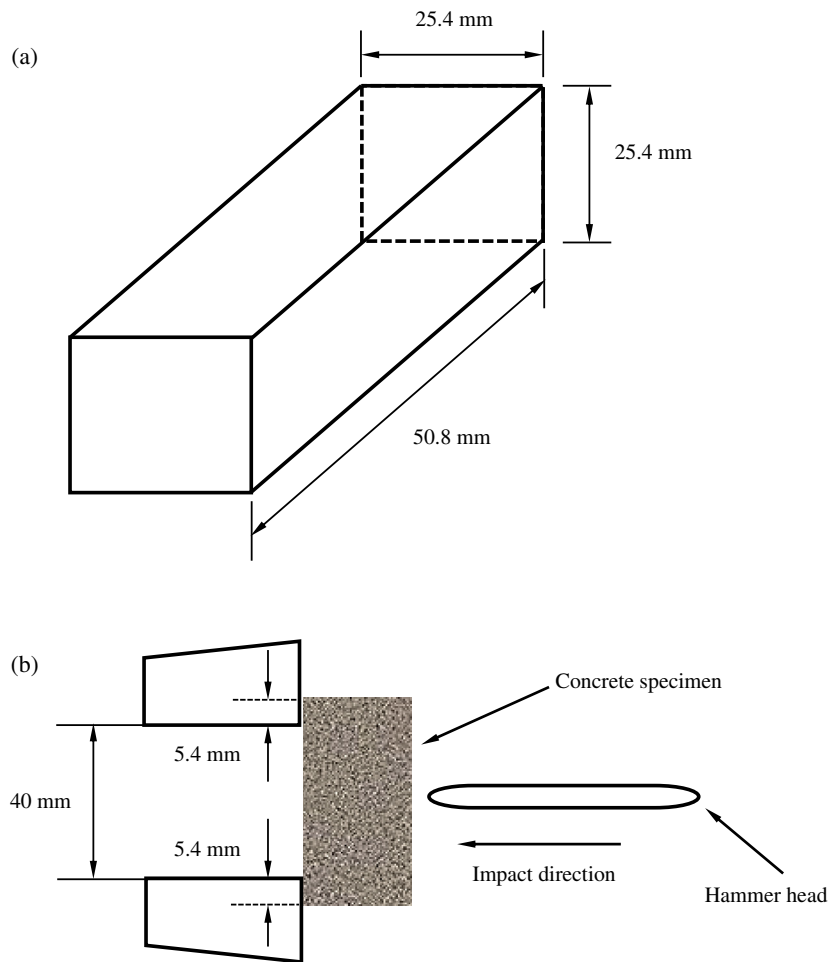 25.4 mm
(a)
25.4 mm
50.8 mm
(b)
Concrete specimen
5.4 mm
40 mm
5.4 mm
Impact direction
Hammer head